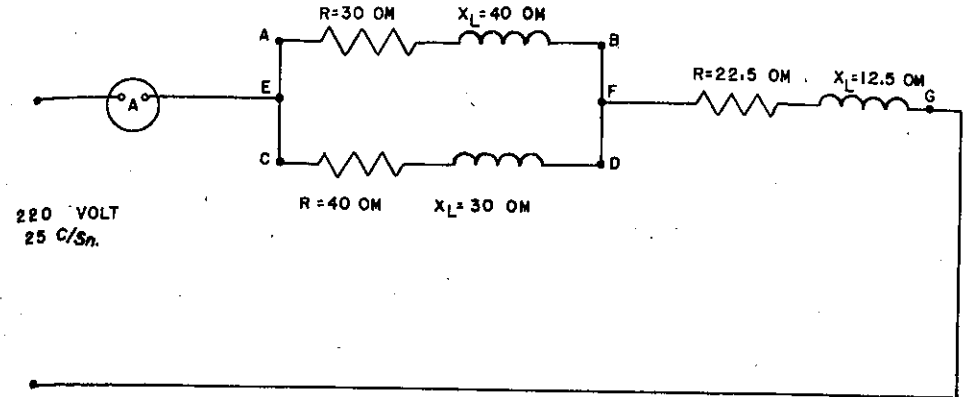 R=30 OM XL=40 OM
A B
R=22.5 OM XL=12.5 OM
A E F G
C D
R=40 OM XL=30 OM
220 VOLT
25 C/Sn.